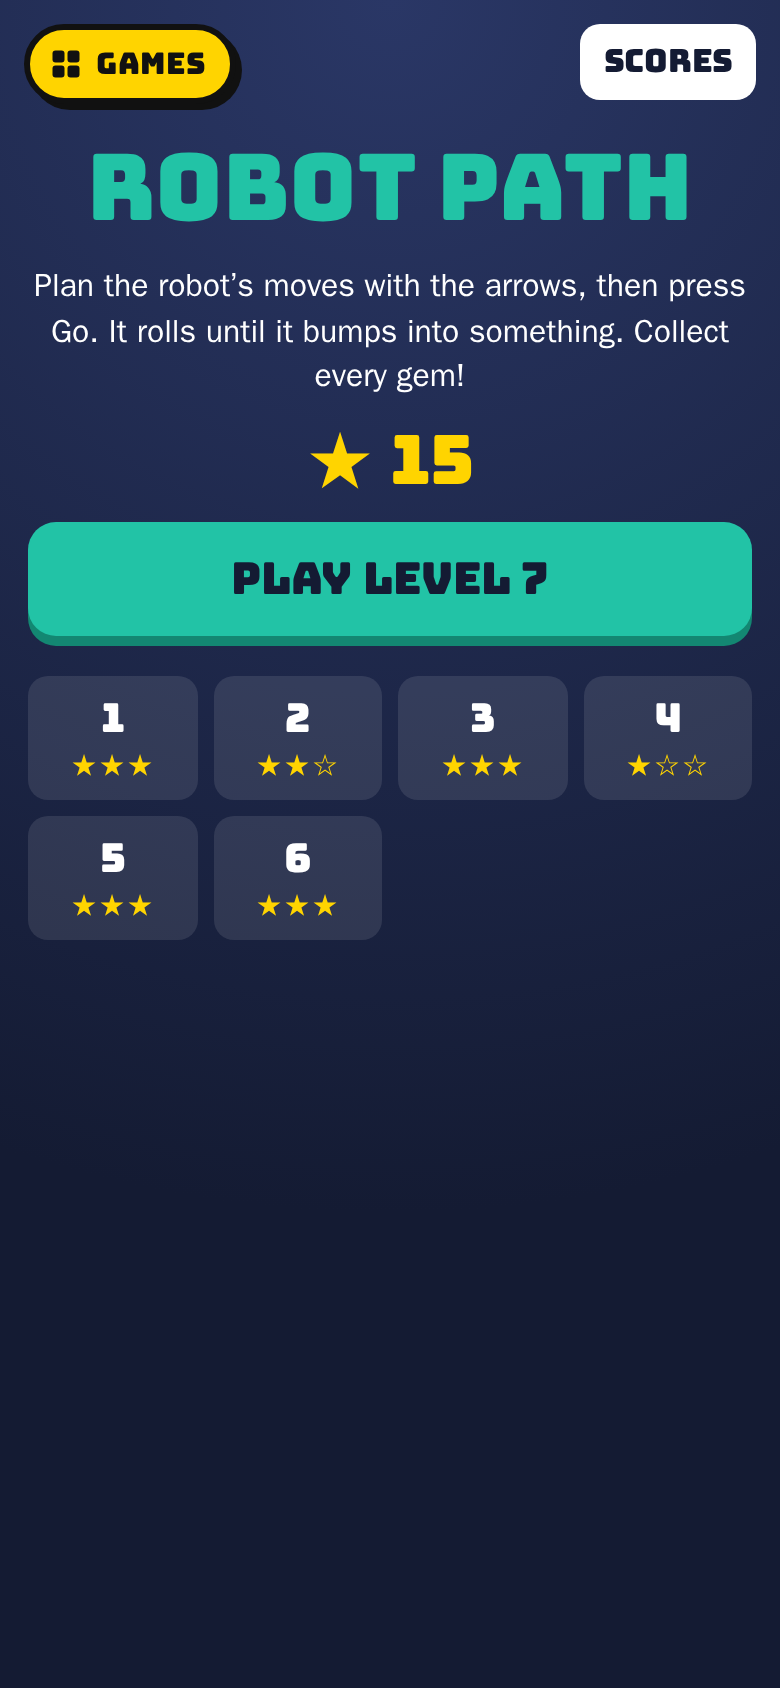 GAMES
SCORES
ROBOT PATH
Plan the robot’s moves with the arrows, then press
Go. It rolls until it bumps into something. Collect
every gem!
★ 15
PLAY LEVEL 7
1 2 3 4
★★★ ★★☆ ★★★ ★☆☆
5 6
★★★ ★★★